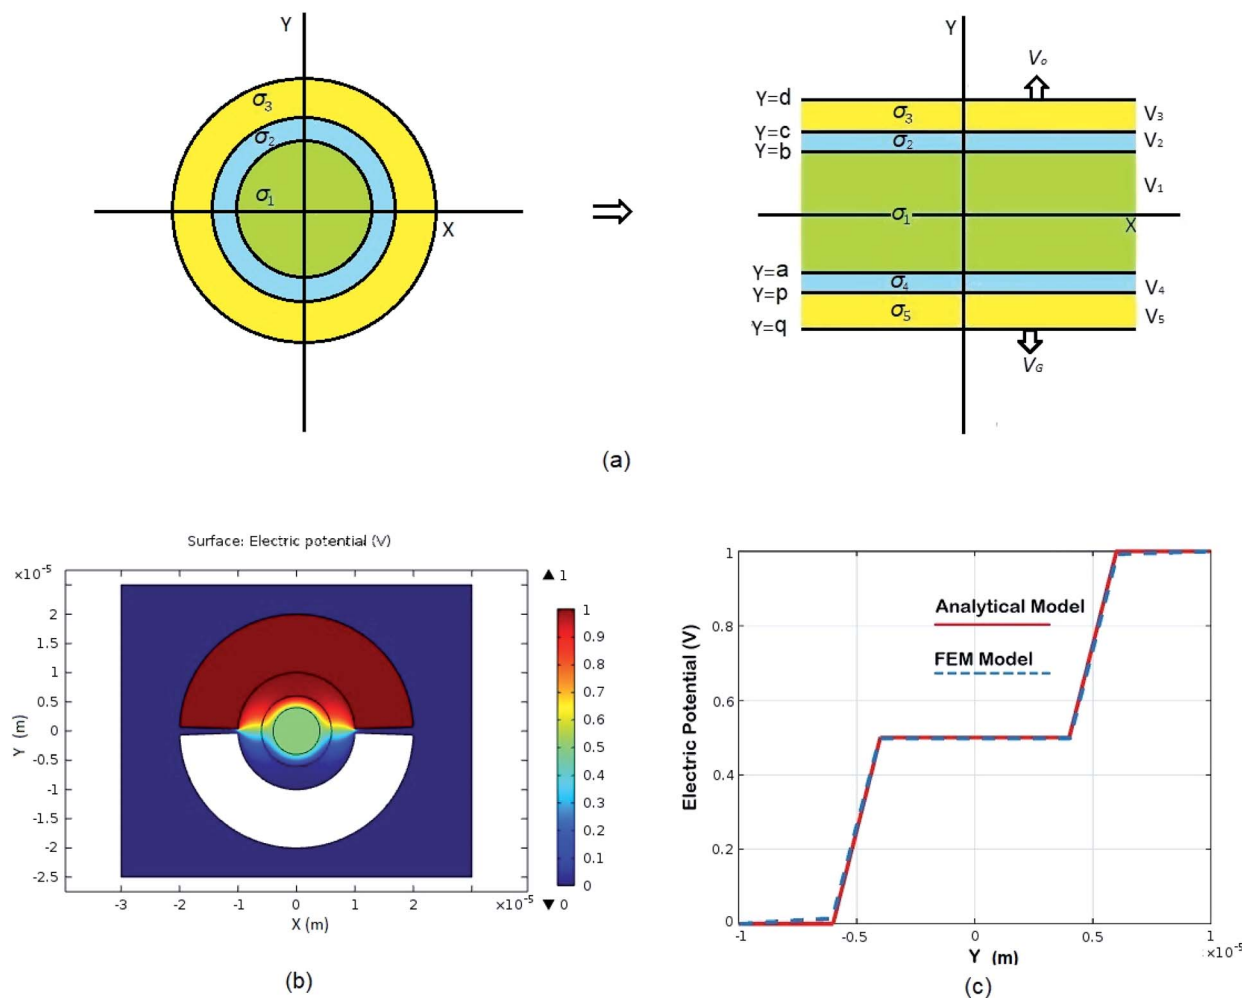 Y
Y
V₀
Y=d
σ₃
σ₃
V₃
Y=c
σ₂
σ₂
V₂
Y=b
V₁
σ₁
σ₁
X
X
Y=a
σ₄
V₄
Y=p
σ₅
V₅
Y=q
V_G
(a)
Surface: Electric potential (V)
×10⁻⁵
▲ 1
2
1.5
1
0.5
0
-0.5
-1
-1.5
-2
-2.5
Y (m)
-3
-2
-1
0
1
2
×10⁻⁵
X (m)
1
0.9
0.8
0.7
0.6
0.5
0.4
0.3
0.2
0.1
0
▼ 0
(b)
1
0.8
0.6
0.4
0.2
0
Electric Potential (V)
Analytical Model
FEM Model
-1
-0.5
0
0.5
1
×10⁻⁵
Y (m)
(c)